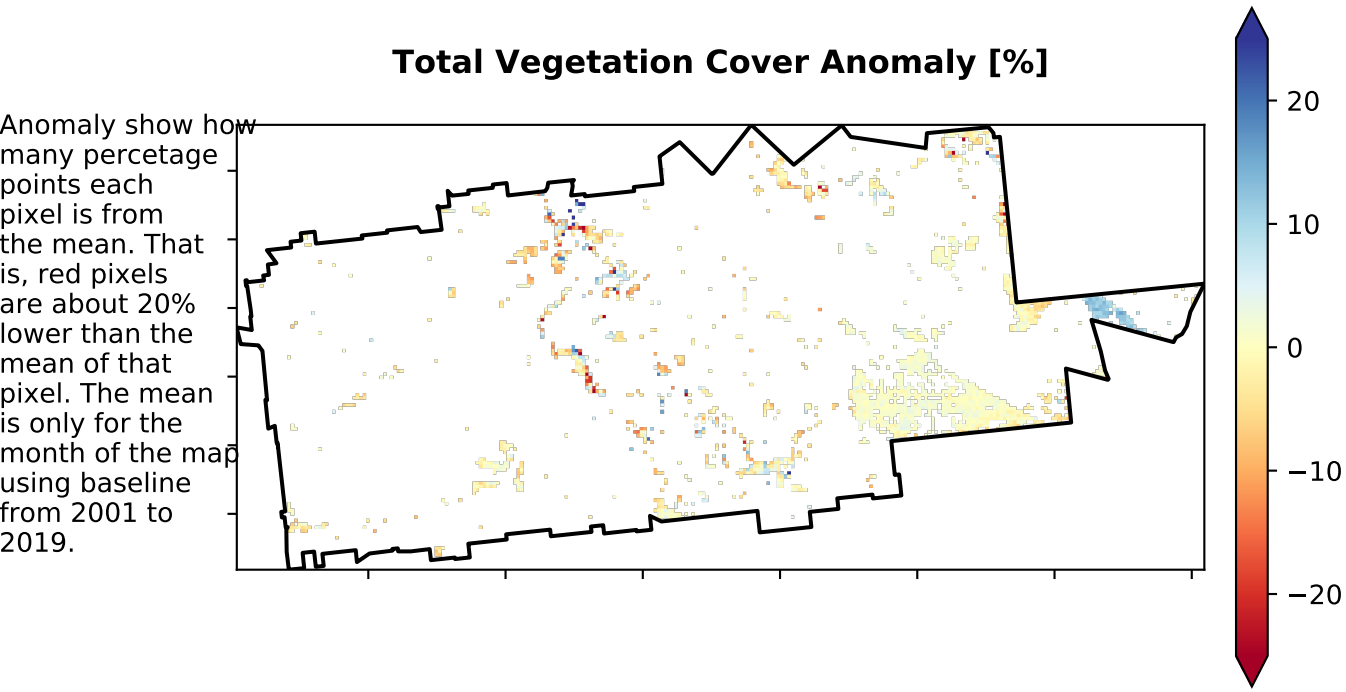 Total Vegetation Cover Anomaly [%]
Anomaly show how
many percetage
points each
pixel is from
the mean. That
is, red pixels
are about 20%
lower than the
mean of that
pixel. The mean
is only for the
month of the map
using baseline
from 2001 to
2019.
20
10
0
−10
−20